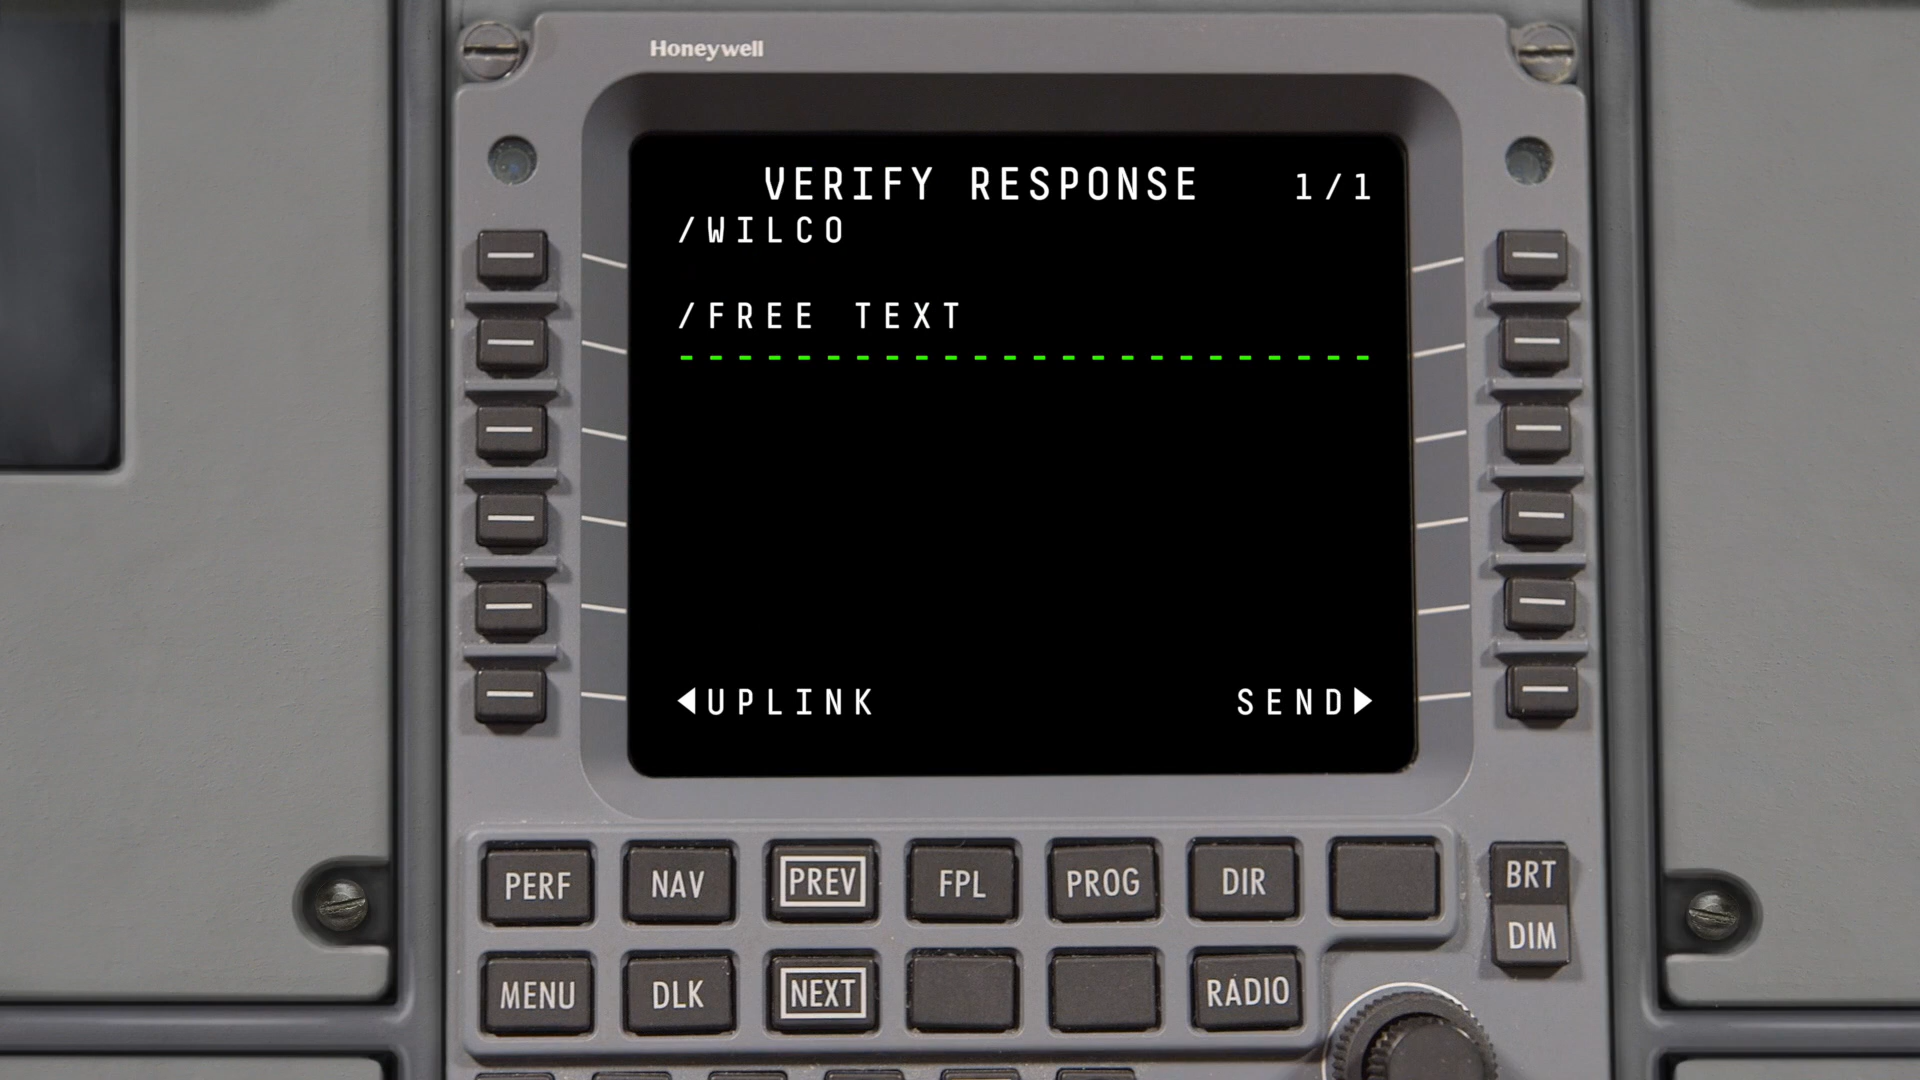 Honeywell
VERIFY RESPONSE 1/1
/WILCO
/FREE TEXT
------------------------
◀UPLINK SEND▶
PERF NAV PREV FPL PROG DIR BRT
DIM
MENU DLK NEXT RADIO